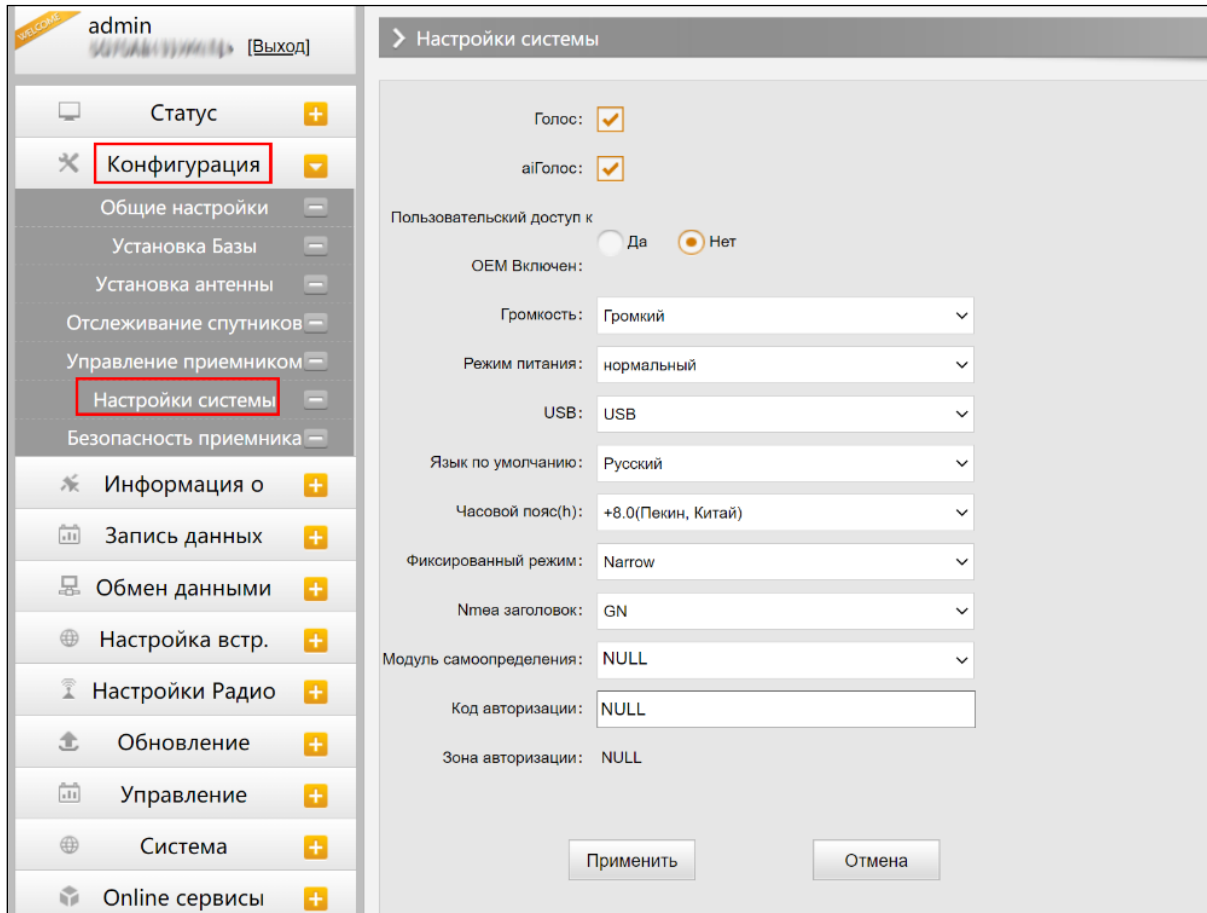 WELCOME
admin
[Выход]
Статус
Конфигурация
Общие настройки
Установка Базы
Установка антенны
Отслеживание спутников
Управление приемником
Настройки системы
Безопасность приемника
Информация о
Запись данных
Обмен данными
Настройка встр.
Настройки Радио
Обновление
Управление
Система
Online сервисы
Настройки системы
Голос:
aiГолос:
Пользовательский доступ к
Да Нет
OEM Включен:
Громкость: Громкий
Режим питания: нормальный
USB: USB
Язык по умолчанию: Русский
Часовой пояс(h): +8.0(Пекин, Китай)
Фиксированный режим: Narrow
Nmea заголовок: GN
Модуль самоопределения: NULL
Код авторизации: NULL
Зона авторизации: NULL
Применить Отмена